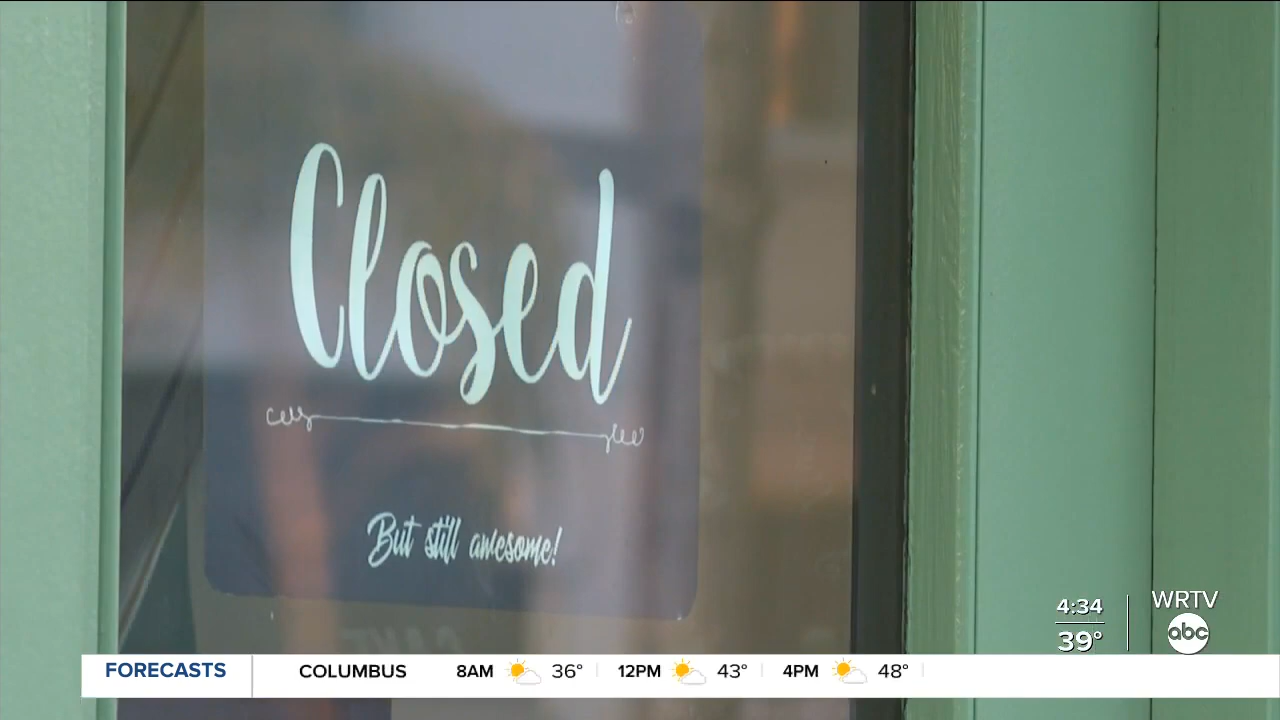 Closed
But still awesome!
4:34
39°
WRTV
abc
FORECASTS COLUMBUS 8AM 36° 12PM 43° 4PM 48°